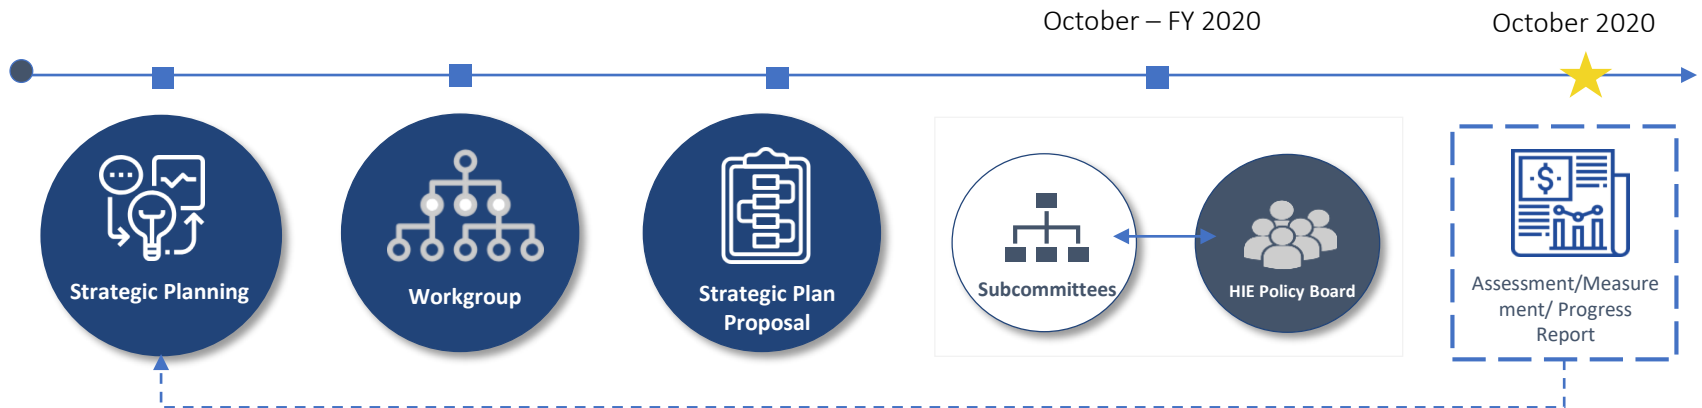 October – FY 2020
October 2020
Strategic Planning
Workgroup
Strategic Plan
Proposal
Subcommittees
HIE Policy Board
$
Assessment/Measure
ment/ Progress
Report